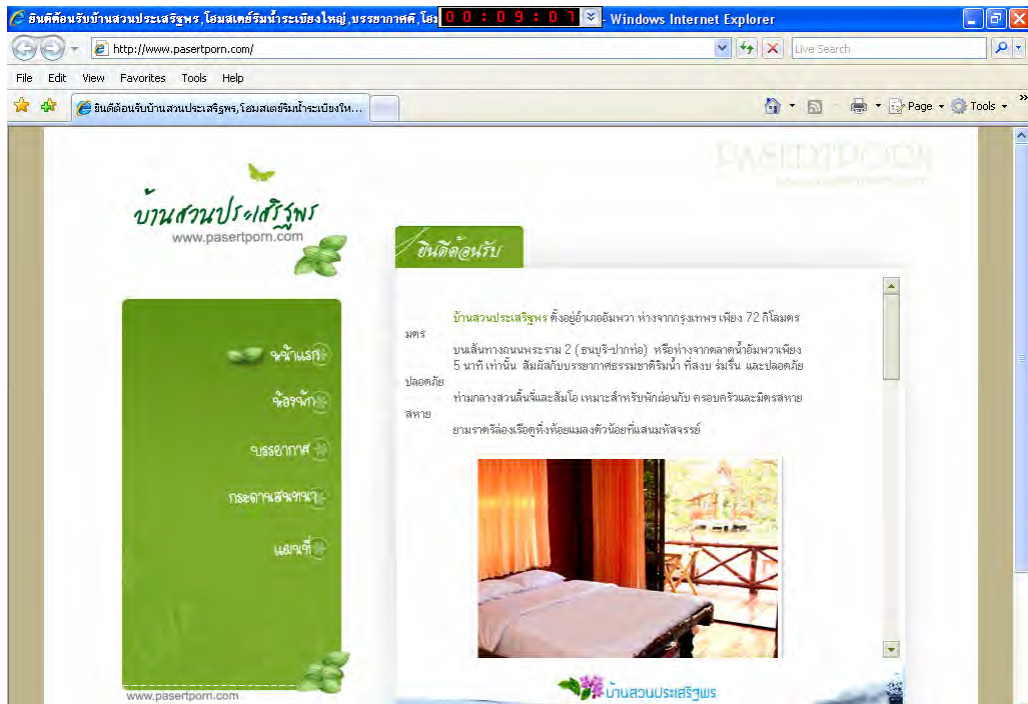 ยินดีต้อนรับบ้านสวนประเสริฐพร,โฮมสเตย์ริมน้ำระเบียงใหญ่,บรรยากาศดี,โฮม 00:09:07 - Windows Internet Explorer
http://www.pasertporn.com/
Live Search
File Edit View Favorites Tools Help
ยินดีต้อนรับบ้านสวนประเสริฐพร,โฮมสเตย์ริมน้ำระเบียงให...
Page Tools
PASERTPORN
บ้านสวนประเสริฐพร
www.pasertporn.com
ยินดีต้อนรับ
บ้านสวนประเสริฐพร ตั้งอยู่อำเภออัมพวา ห่างจากกรุงเทพฯ เพียง 72 กิโลเมตร
มตร
บนเส้นทางถนนพระราม 2 ( ธนบุรี-ปากท่อ) หรือห่างจากตลาดน้ำอัมพวาเพียง
5 นาที เท่านั้น สัมผัสกับบรรยากาศธรรมชาติริมน้ำ ที่สงบ ร่มรื่น และปลอดภัย
ปลอดภัย
ท่ามกลางสวนลิ้นจี่และส้มโอ เหมาะสำหรับพักผ่อนกับ ครอบครัวและมิตรสหาย
สหาย
ยามราตรีล่องเรือดูหิ่งห้อยแมลงตัวน้อยที่แสนมหัสจรรย์
หน้าแรก
ห้องพัก
บรรยากาศ
กระดานสนทนา
แผนที่
www.pasertporn.com
บ้านสวนประเสริฐพร